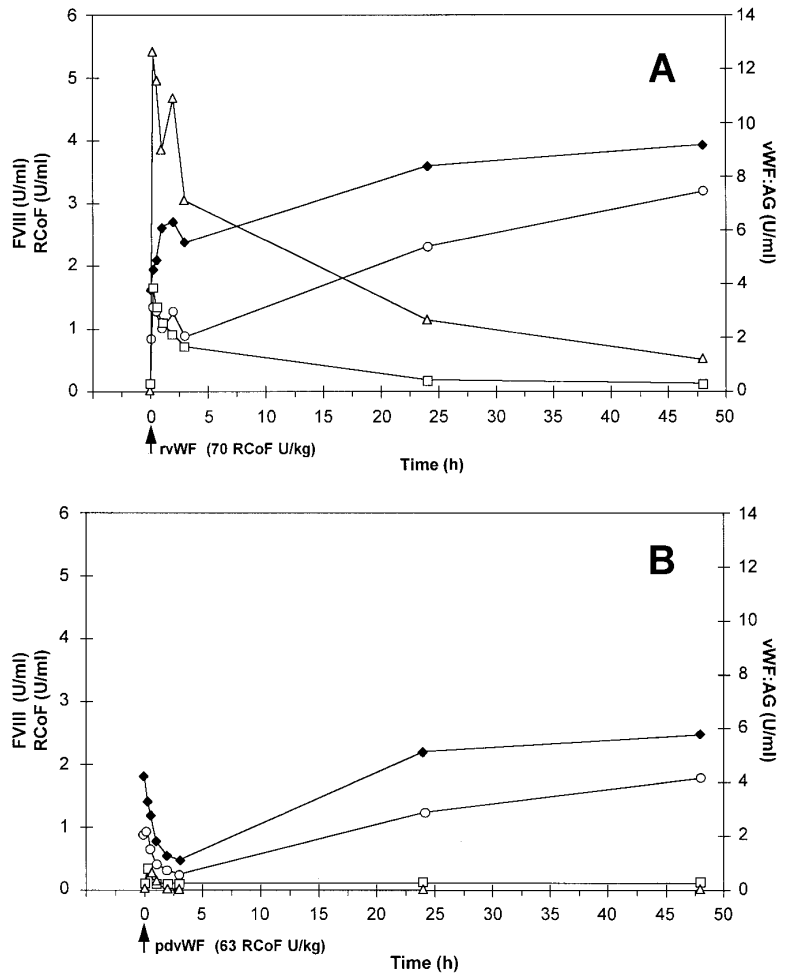 6
5
4
3
2
1
0
14
12
10
8
6
4
2
0
A
FVIII (U/ml)
RCoF (U/ml)
vWF:AG (U/ml)
0 5 10 15 20 25 30 35 40 45 50
rvWF (70 RCoF U/kg)
Time (h)
6
5
4
3
2
1
0
14
12
10
8
6
4
2
0
B
FVIII (U/ml)
RCoF (U/ml)
vWF:AG (U/ml)
0 5 10 15 20 25 30 35 40 45 50
pdvWF (63 RCoF U/kg)
Time (h)